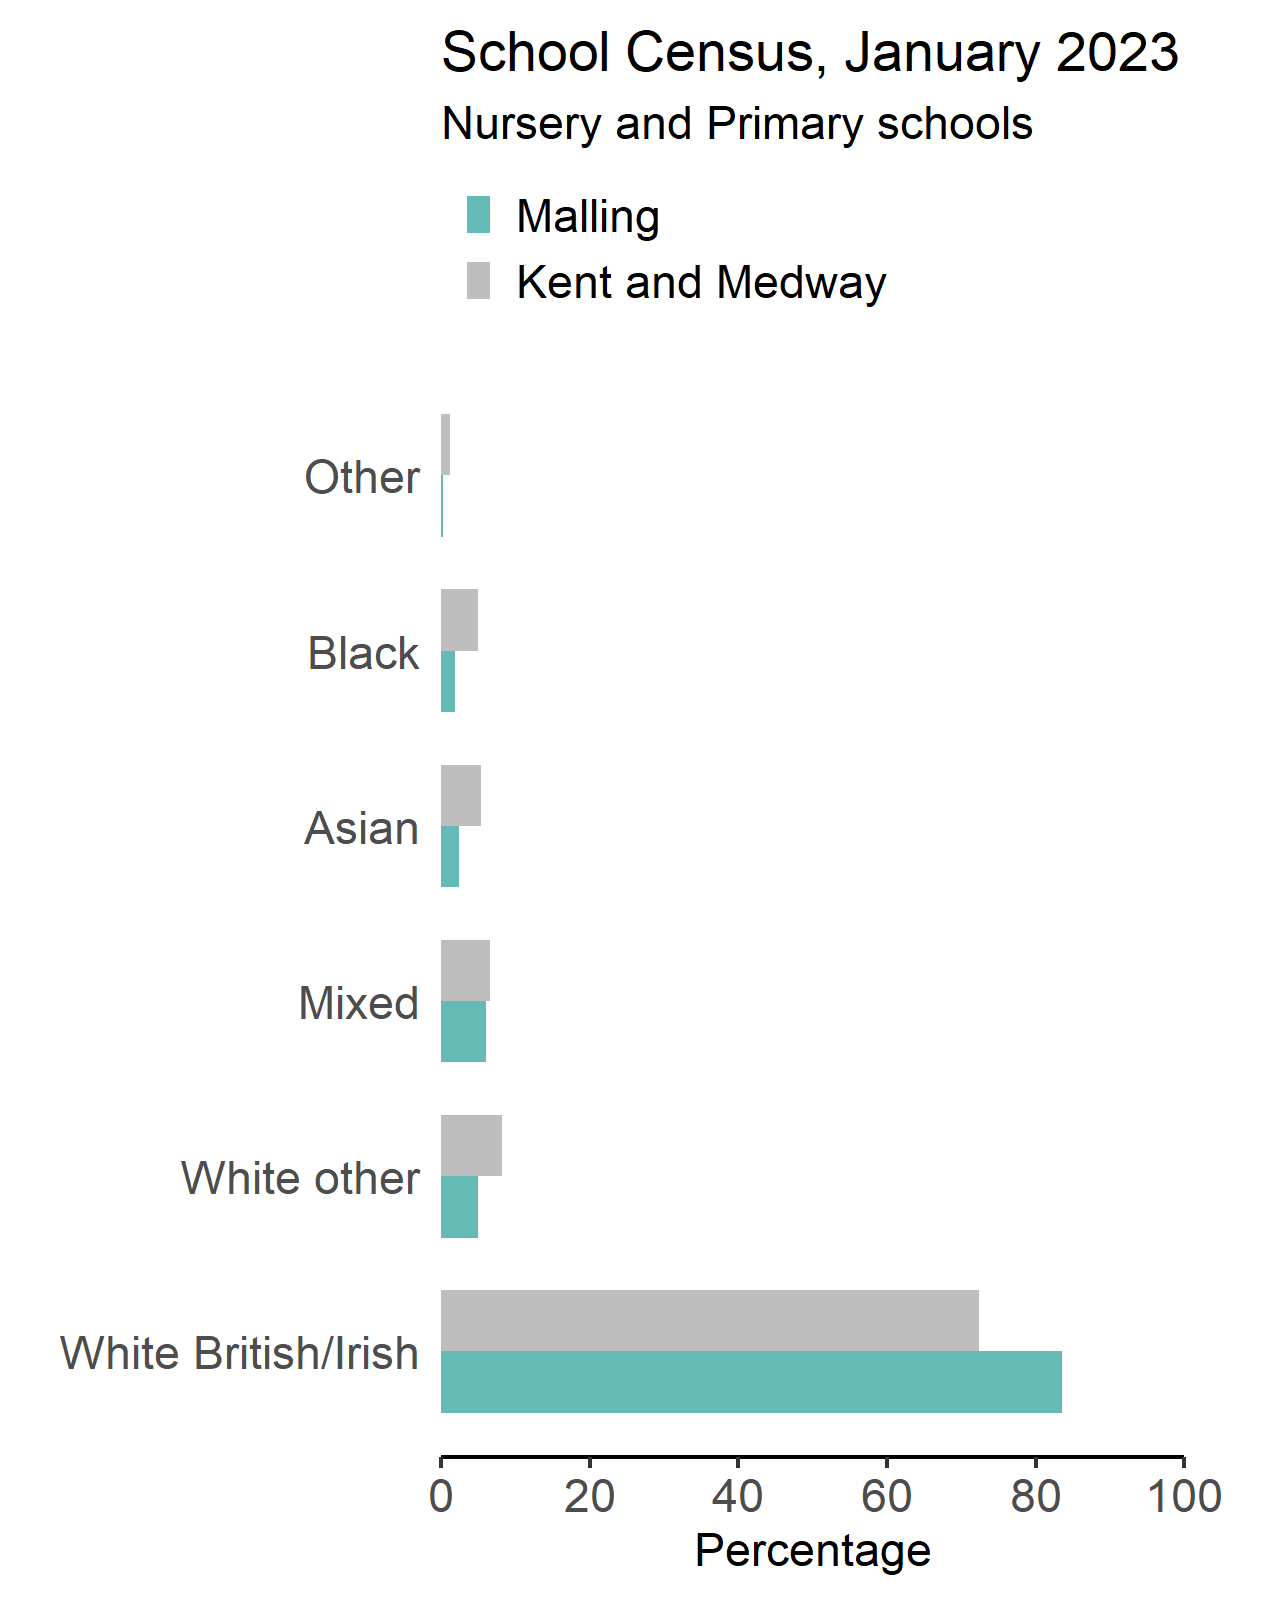 School Census, January 2023
Nursery and Primary schools
Malling
Kent and Medway
Other
Black
Asian
Mixed
White other
White British/Irish
0 20 40 60 80 100
Percentage